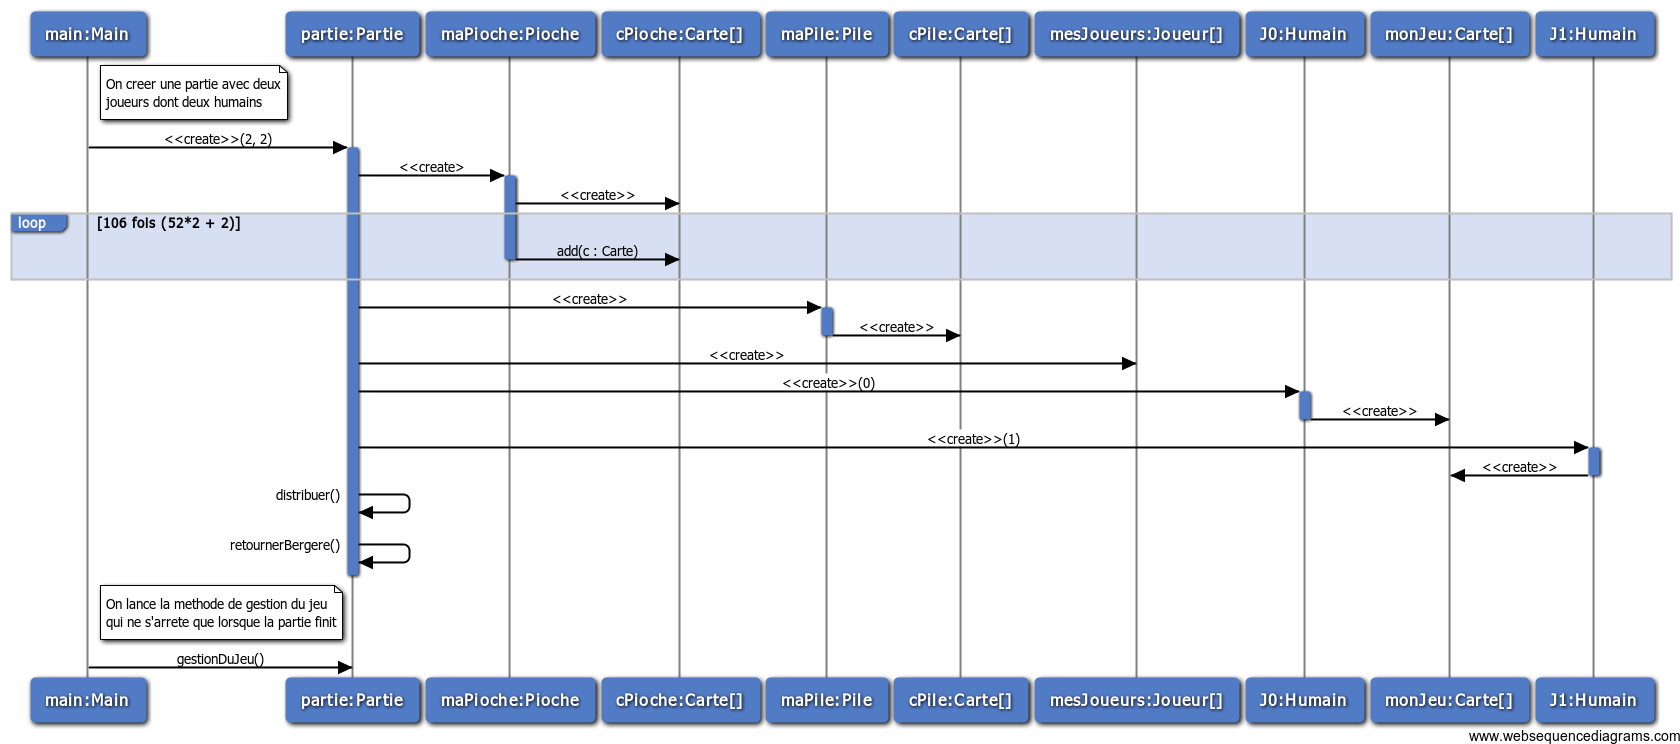 main:Main
partie:Partie
maPioche:Pioche
cPioche:Carte[]
maPile:Pile
cPile:Carte[]
mesJoueurs:Joueur[]
J0:Humain
monJeu:Carte[]
J1:Humain
On creer une partie avec deux
joueurs dont deux humains
<<create>>(2, 2)
<<create>
<<create>>
loop
[106 fois (52*2 + 2)]
add(c : Carte)
<<create>>
<<create>>
<<create>>
<<create>>(0)
<<create>>
<<create>>(1)
<<create>>
distribuer()
retournerBergere()
On lance la methode de gestion du jeu
qui ne s'arrete que lorsque la partie finit
gestionDuJeu()
main:Main
partie:Partie
maPioche:Pioche
cPioche:Carte[]
maPile:Pile
cPile:Carte[]
mesJoueurs:Joueur[]
J0:Humain
monJeu:Carte[]
J1:Humain
www.websequencediagrams.com